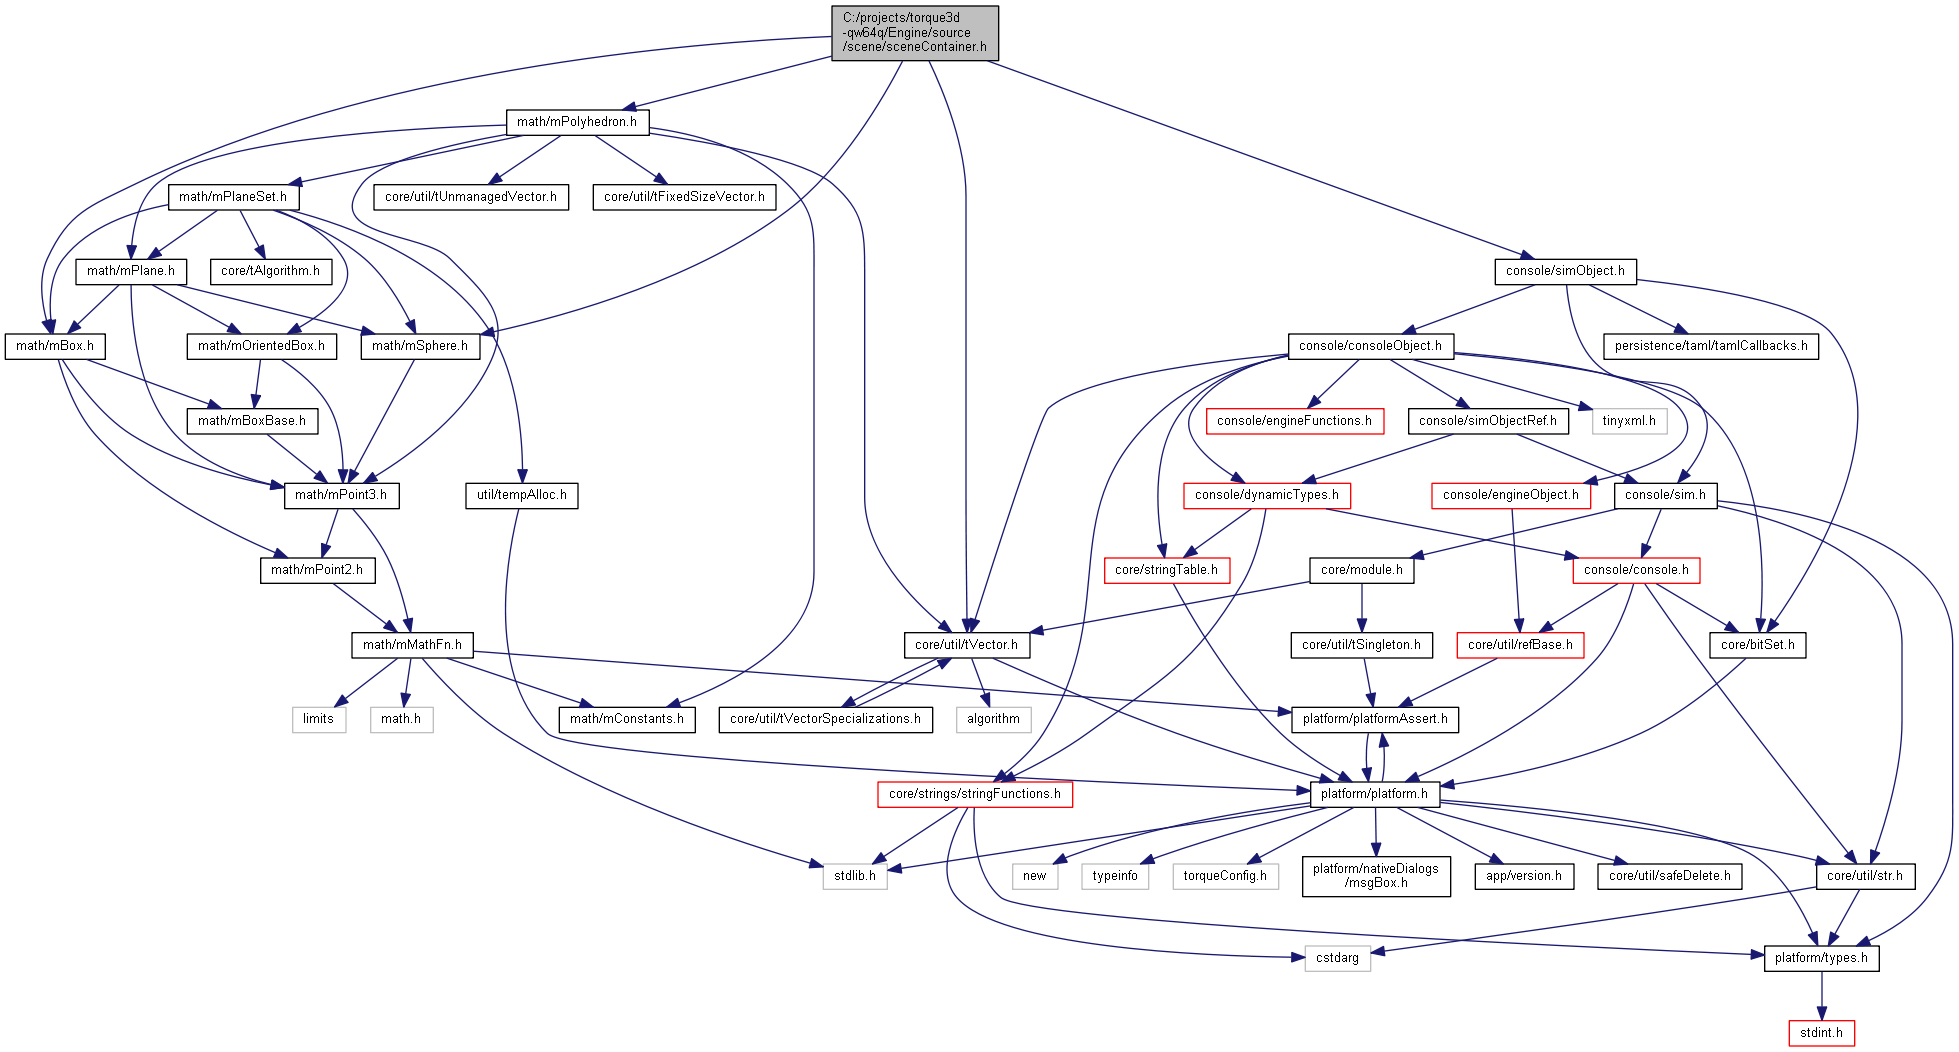 C:/projects/torque3d
-qw64q/Engine/source
/scene/sceneContainer.h
math/mPolyhedron.h
math/mPlaneSet.h
core/util/tUnmanagedVector.h
core/util/tFixedSizeVector.h
math/mPlane.h
core/tAlgorithm.h
console/simObject.h
math/mBox.h
math/mOrientedBox.h
math/mSphere.h
console/consoleObject.h
persistence/taml/tamlCallbacks.h
math/mBoxBase.h
console/engineFunctions.h
console/simObjectRef.h
tinyxml.h
math/mPoint3.h
util/tempAlloc.h
console/dynamicTypes.h
console/engineObject.h
console/sim.h
math/mPoint2.h
core/stringTable.h
core/module.h
console/console.h
math/mMathFn.h
core/util/tVector.h
core/util/tSingleton.h
core/util/refBase.h
core/bitSet.h
limits
math.h
math/mConstants.h
core/util/tVectorSpecializations.h
algorithm
platform/platformAssert.h
core/strings/stringFunctions.h
platform/platform.h
stdlib.h
new
typeinfo
torqueConfig.h
platform/nativeDialogs
/msgBox.h
app/version.h
core/util/safeDelete.h
core/util/str.h
cstdarg
platform/types.h
stdint.h